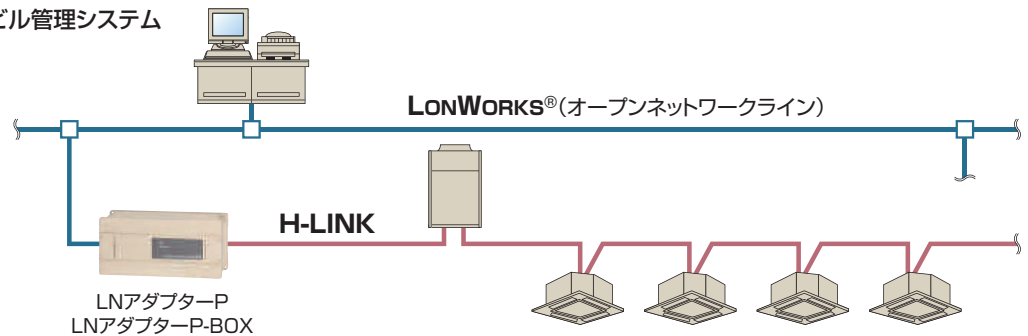 ビル管理システム
LONWORKS®(オープンネットワークライン)
H-LINK
LNアダプターP
LNアダプターP-BOX